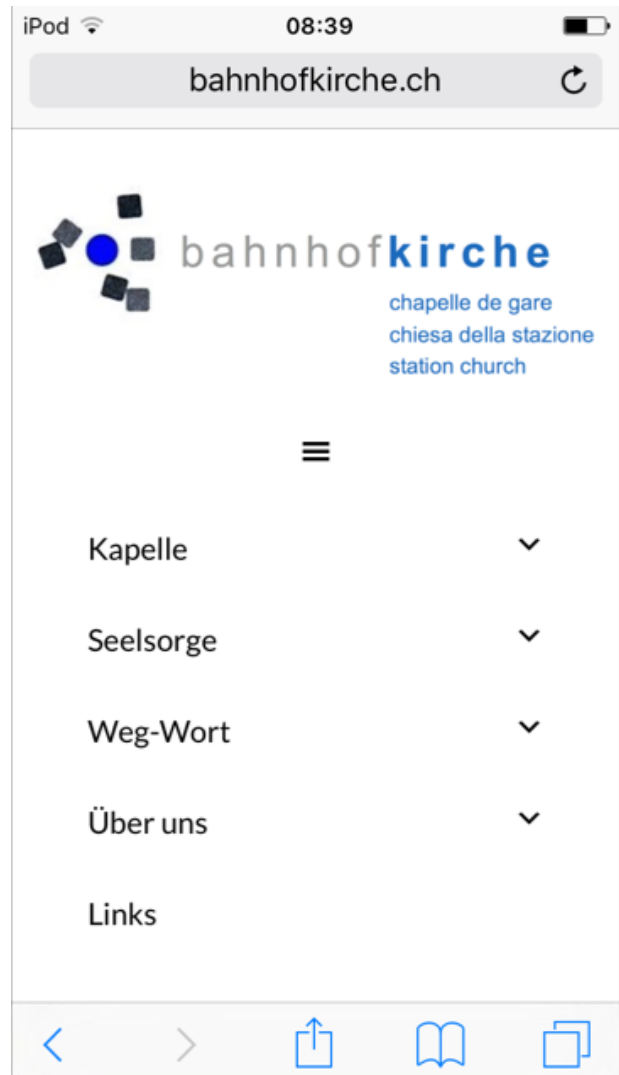 iPod 08:39
bahnhofkirche.ch
bahnhofkirche
chapelle de gare
chiesa della stazione
station church
Kapelle
Seelsorge
Weg-Wort
Über uns
Links